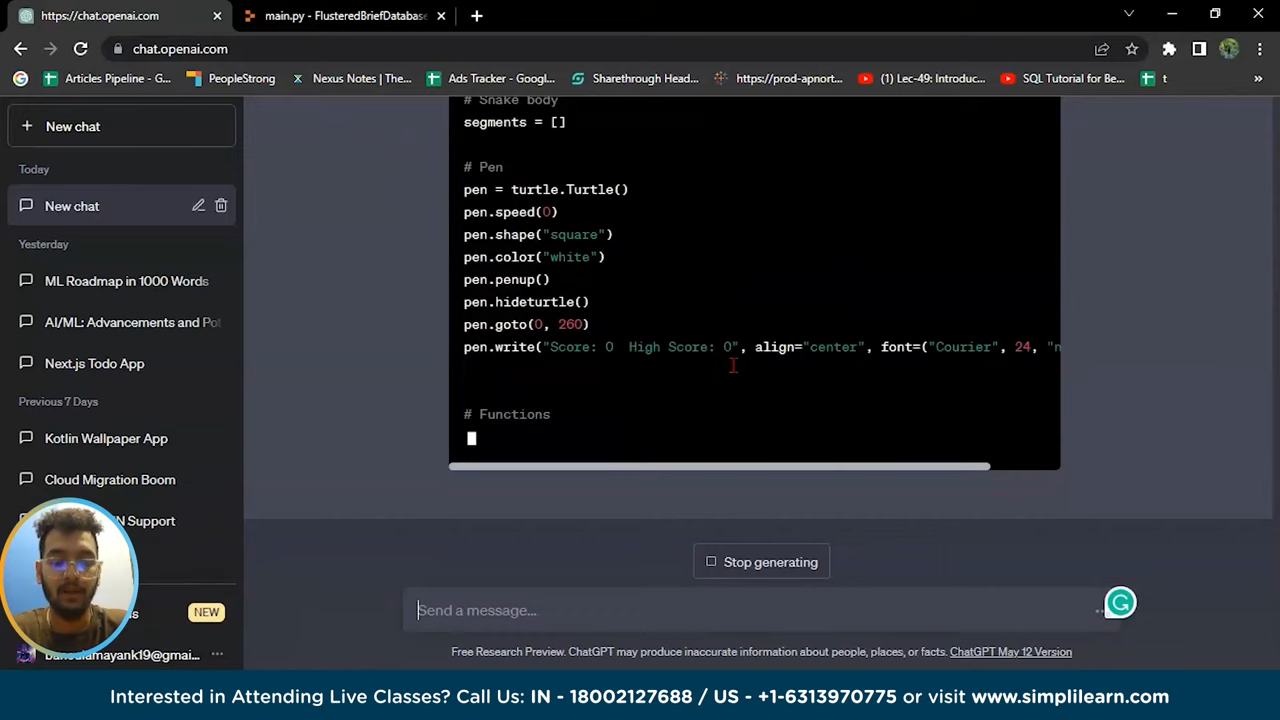 https://chat.openai.com
main.py - FlusteredBriefDatabase
chat.openai.com
Articles Pipeline - G...
PeopleStrong
Nexus Notes | The...
Ads Tracker - Googl...
Sharethrough Head...
https://prod-apnort...
(1) Lec-49: Introduc...
SQL Tutorial for Be...
t
»
+ New chat
Today
New chat
Yesterday
ML Roadmap in 1000 Words
AI/ML: Advancements and Pot
Next.js Todo App
Previous 7 Days
Kotlin Wallpaper App
Cloud Migration Boom
N Support
NEW
@gmai...
# Snake body
segments = []
# Pen
pen = turtle.Turtle()
pen.speed(0)
pen.shape("square")
pen.color("white")
pen.penup()
pen.hideturtle()
pen.goto(0, 260)
pen.write("Score: 0  High Score: 0", align="center", font=("Courier", 24, "n
# Functions
Stop generating
Send a message...
Free Research Preview. ChatGPT may produce inaccurate information about people, places, or facts. ChatGPT May 12 Version
Interested in Attending Live Classes? Call Us: IN - 18002127688 / US - +1-6313970775 or visit www.simplilearn.com